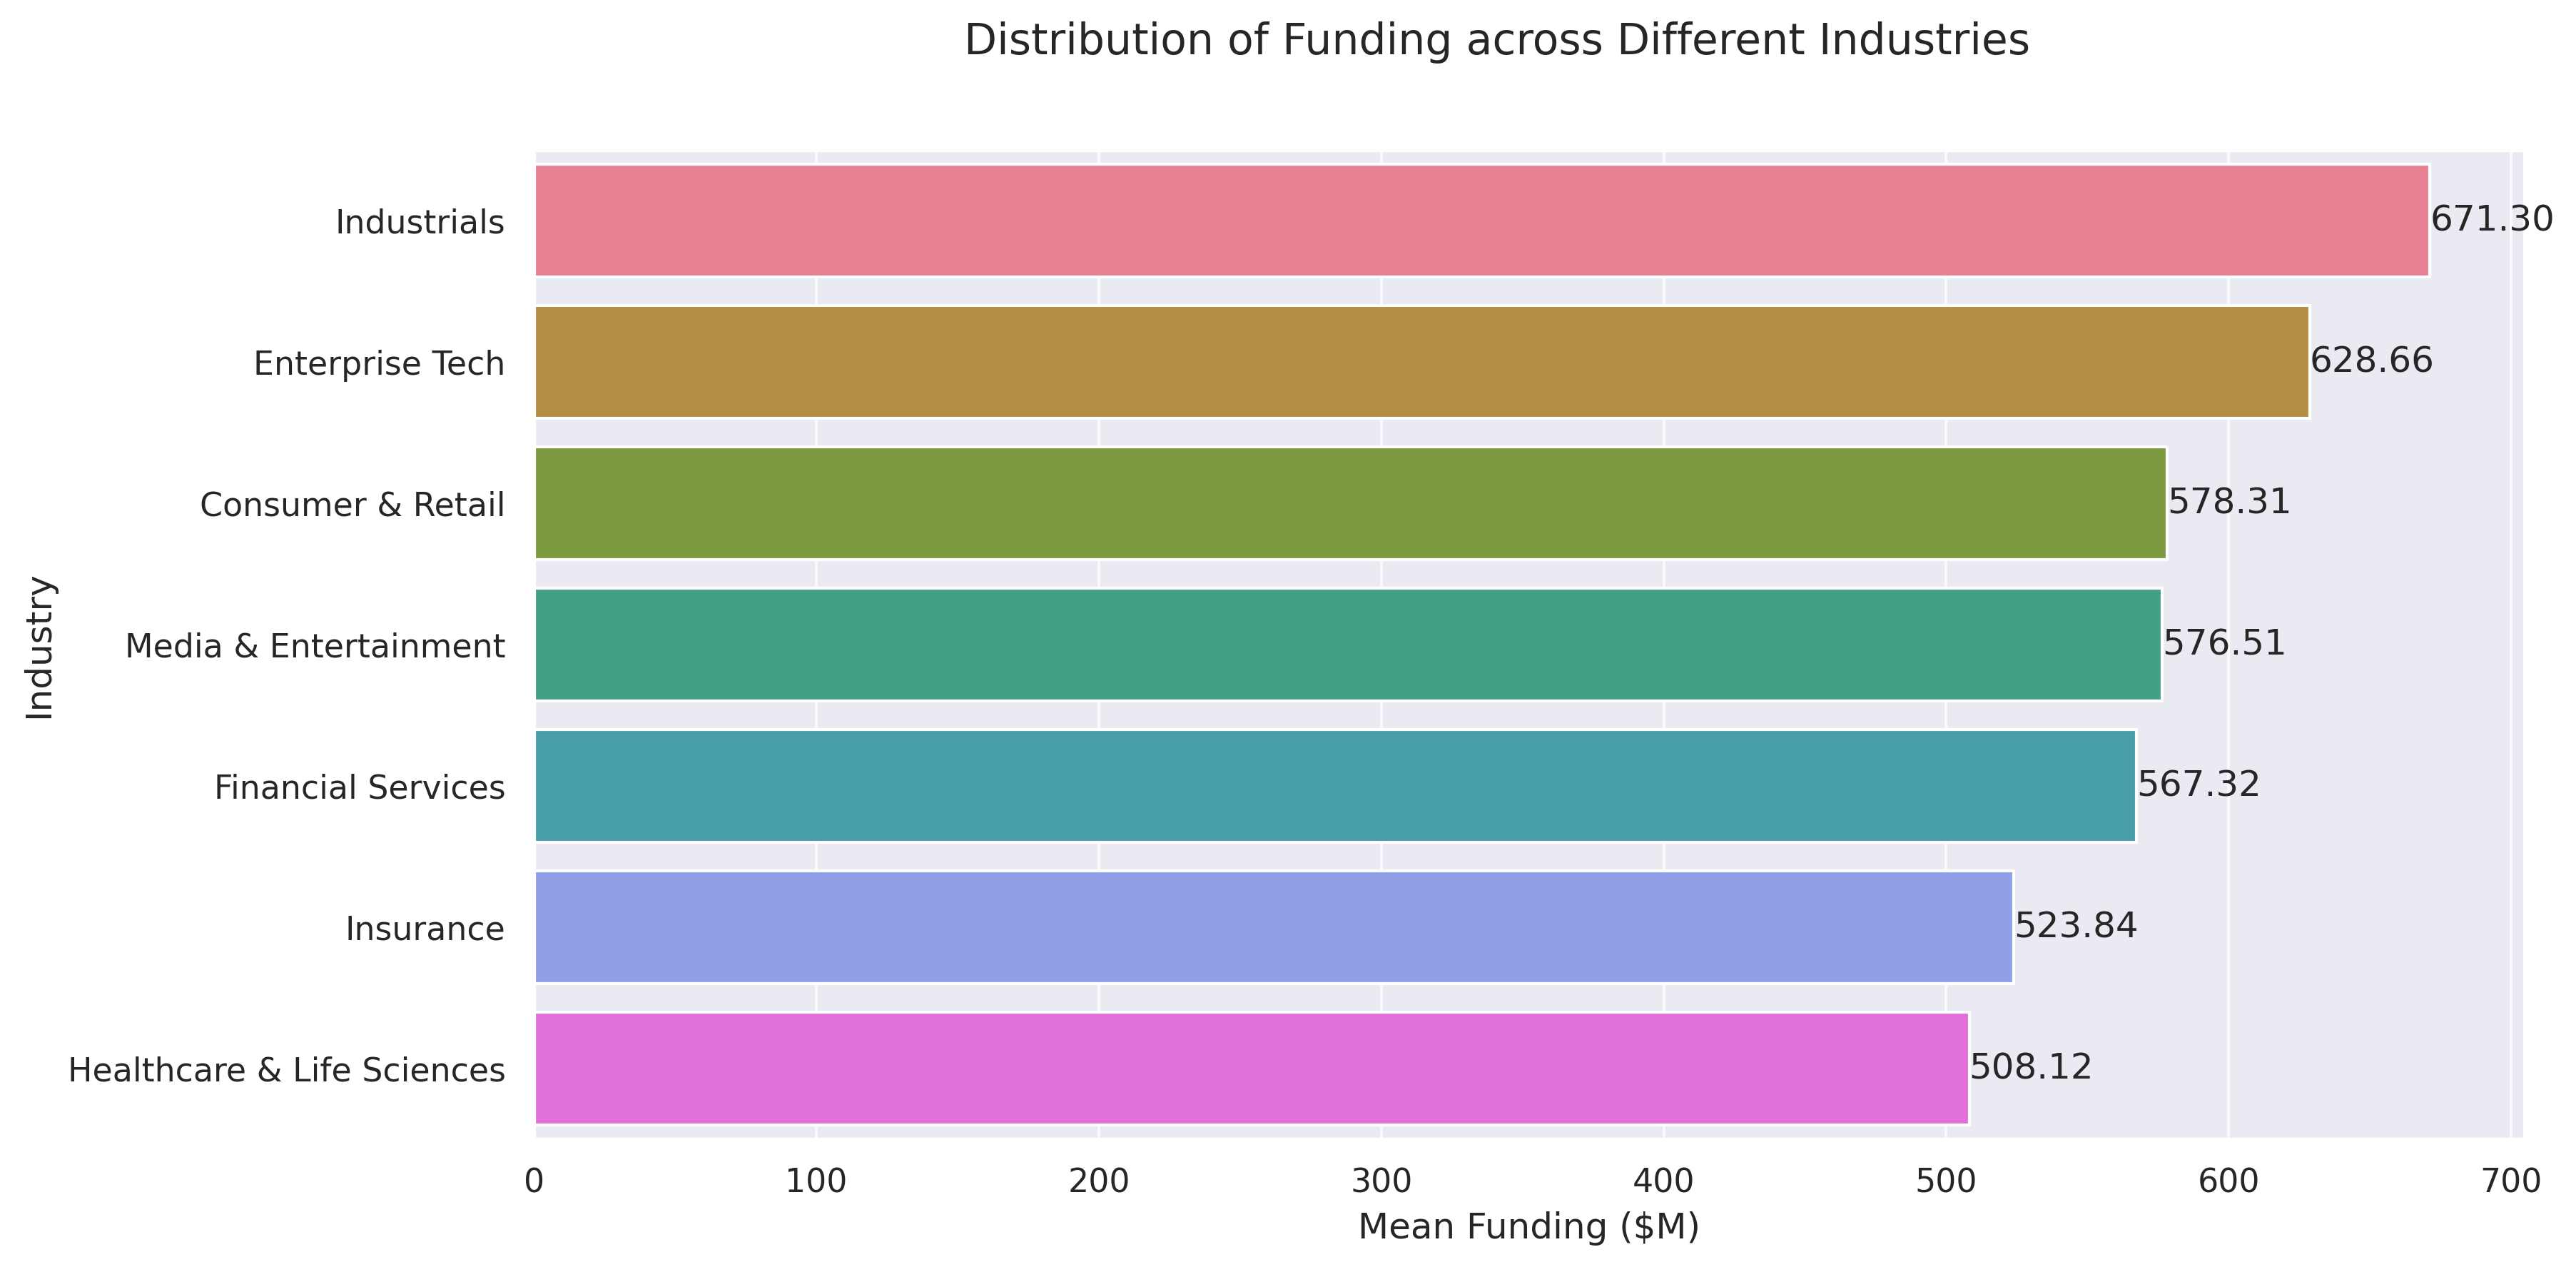 Distribution of Funding across Different Industries
Industry
Industrials
671.30
Enterprise Tech
628.66
Consumer & Retail
578.31
Media & Entertainment
576.51
Financial Services
567.32
Insurance
523.84
Healthcare & Life Sciences
508.12
0 100 200 300 400 500 600 700
Mean Funding ($M)